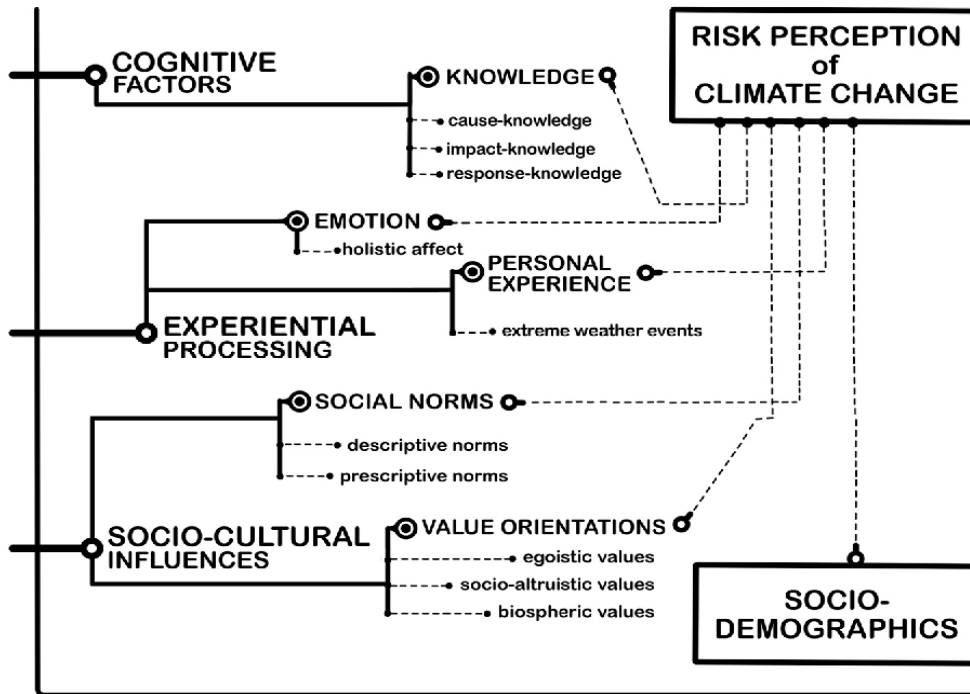 COGNITIVE
FACTORS
KNOWLEDGE
cause-knowledge
impact-knowledge
response-knowledge
RISK PERCEPTION
of
CLIMATE CHANGE
EMOTION
holistic affect
PERSONAL
EXPERIENCE
extreme weather events
EXPERIENTIAL
PROCESSING
SOCIAL NORMS
descriptive norms
prescriptive norms
SOCIO-CULTURAL
INFLUENCES
VALUE ORIENTATIONS
egoistic values
socio-altruistic values
biospheric values
SOCIO-
DEMOGRAPHICS